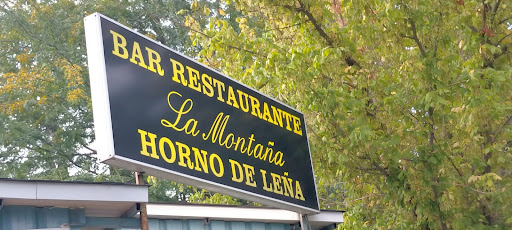 BAR RESTAURANTE
La Montaña
HORNO DE LEÑA